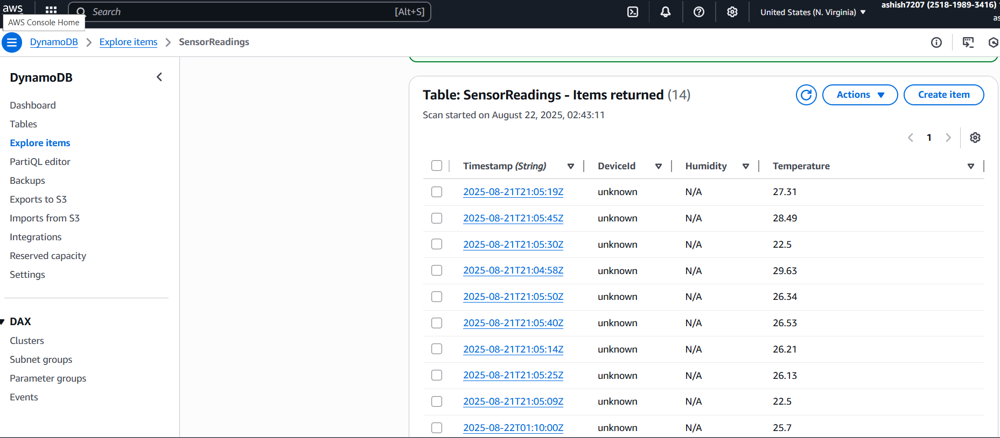 aws
Search
[Alt+S]
United States (N. Virginia)
ashish7207 (2518-1989-3416)
as
AWS Console Home
DynamoDB
Explore items
SensorReadings
DynamoDB
Dashboard
Tables
Explore items
PartiQL editor
Backups
Exports to S3
Imports from S3
Integrations
Reserved capacity
Settings
DAX
Clusters
Subnet groups
Parameter groups
Events
Table: SensorReadings - Items returned (14)
Actions
Create item
Scan started on August 22, 2025, 02:43:11
1
Timestamp (String) DeviceId Humidity Temperature
2025-08-21T21:05:19Z unknown N/A 27.31
2025-08-21T21:05:45Z unknown N/A 28.49
2025-08-21T21:05:30Z unknown N/A 22.5
2025-08-21T21:04:58Z unknown N/A 29.63
2025-08-21T21:05:50Z unknown N/A 26.34
2025-08-21T21:05:40Z unknown N/A 26.53
2025-08-21T21:05:14Z unknown N/A 26.21
2025-08-21T21:05:25Z unknown N/A 26.13
2025-08-21T21:05:09Z unknown N/A 22.5
2025-08-22T01:10:00Z unknown N/A 25.7